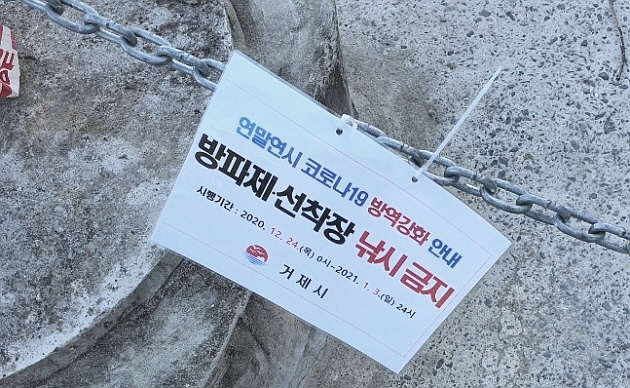 연말연시 코로나19 방역강화 안내
방파제·선착장 낚시 금지
시행기간 : 2020. 12. 24.(목) 0시~2021. 1. 3.(일) 24시
거제시